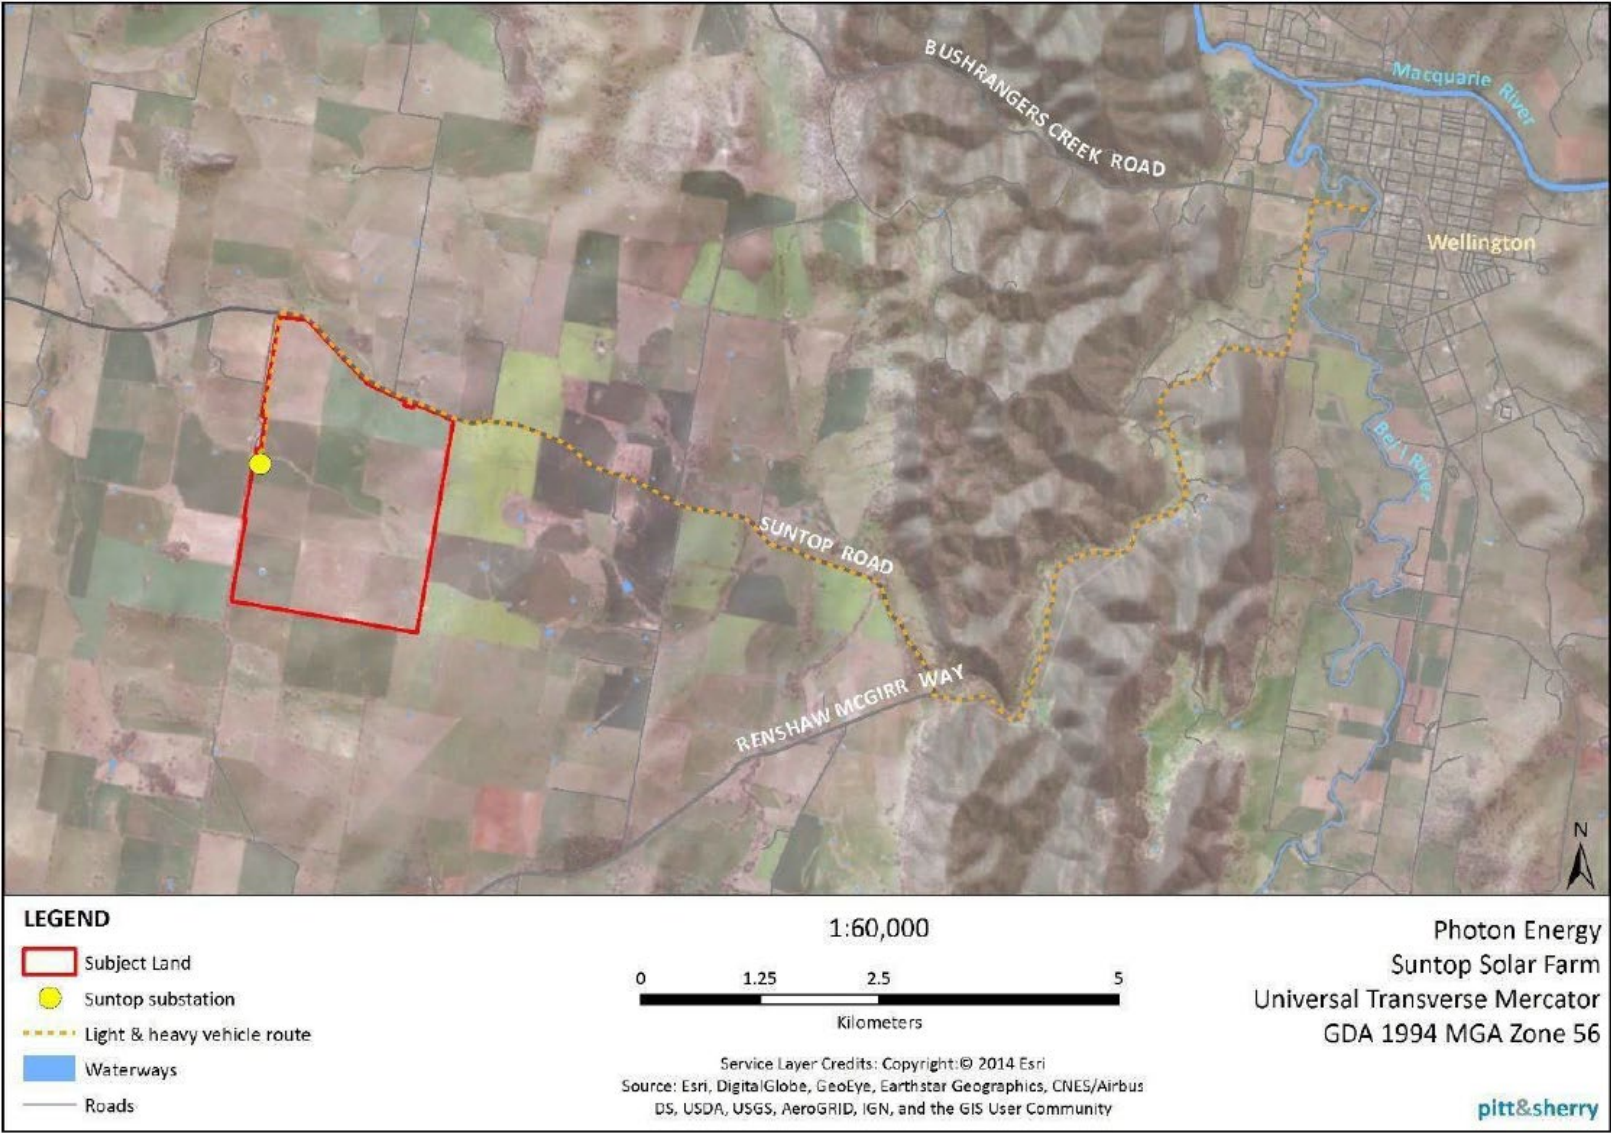 BUSHRANGERS CREEK ROAD
Macquarie River
Wellington
Bell River
SUNTOP ROAD
RENSHAW MCGIRR WAY
N
LEGEND
Subject Land
Suntop substation
Light & heavy vehicle route
Waterways
Roads
1:60,000
0 1.25 2.5 5
Kilometers
Service Layer Credits: Copyright:© 2014 Esri
Source: Esri, DigitalGlobe, GeoEye, Earthstar Geographics, CNES/Airbus
DS, USDA, USGS, AeroGRID, IGN, and the GIS User Community
Photon Energy
Suntop Solar Farm
Universal Transverse Mercator
GDA 1994 MGA Zone 56
pitt&sherry